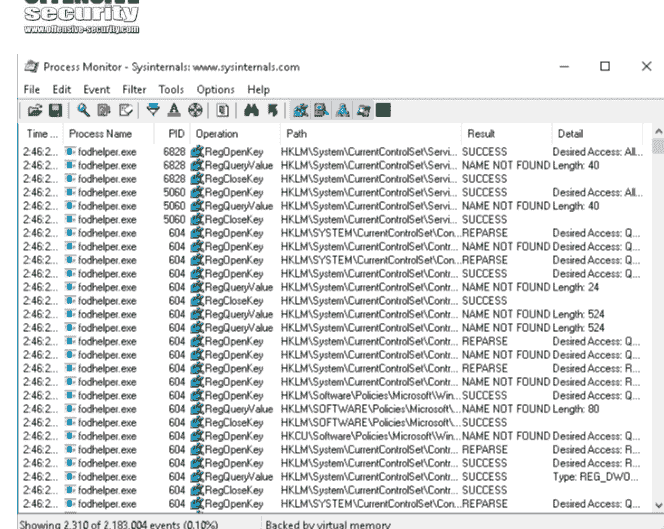 OFFENSIVE
security
www.offensive-security.com
Process Monitor - Sysinternals: www.sysinternals.com
File Edit Event Filter Tools Options Help
Time ... Process Name PID Operation Path Result Detail
2:46:2... fodhelper.exe 6828 RegOpenKey HKLM\System\CurrentControlSet\Servi... SUCCESS Desired Access: All...
2:46:2... fodhelper.exe 6828 RegQueryValue HKLM\System\CurrentControlSet\Servi... NAME NOT FOUND Length: 40
2:46:2... fodhelper.exe 6828 RegCloseKey HKLM\System\CurrentControlSet\Servi... SUCCESS
2:46:2... fodhelper.exe 5060 RegOpenKey HKLM\System\CurrentControlSet\Servi... SUCCESS Desired Access: All...
2:46:2... fodhelper.exe 5060 RegQueryValue HKLM\System\CurrentControlSet\Servi... NAME NOT FOUND Length: 40
2:46:2... fodhelper.exe 5060 RegCloseKey HKLM\System\CurrentControlSet\Servi... SUCCESS
2:46:2... fodhelper.exe 604 RegOpenKey HKLM\SYSTEM\CurrentControlSet\Con... REPARSE Desired Access: Q...
2:46:2... fodhelper.exe 604 RegOpenKey HKLM\System\CurrentControlSet\Contr... NAME NOT FOUND Desired Access: Q...
2:46:2... fodhelper.exe 604 RegOpenKey HKLM\SYSTEM\CurrentControlSet\Con... REPARSE Desired Access: Q...
2:46:2... fodhelper.exe 604 RegOpenKey HKLM\System\CurrentControlSet\Contr... SUCCESS Desired Access: Q...
2:46:2... fodhelper.exe 604 RegQueryValue HKLM\System\CurrentControlSet\Contr... NAME NOT FOUND Length: 24
2:46:2... fodhelper.exe 604 RegCloseKey HKLM\System\CurrentControlSet\Contr... SUCCESS
2:46:2... fodhelper.exe 604 RegQueryValue HKLM\System\CurrentControlSet\Contr... NAME NOT FOUND Length: 524
2:46:2... fodhelper.exe 604 RegQueryValue HKLM\System\CurrentControlSet\Contr... NAME NOT FOUND Length: 524
2:46:2... fodhelper.exe 604 RegOpenKey HKLM\System\CurrentControlSet\Contr... REPARSE Desired Access: Q...
2:46:2... fodhelper.exe 604 RegOpenKey HKLM\System\CurrentControlSet\Contr... NAME NOT FOUND Desired Access: Q...
2:46:2... fodhelper.exe 604 RegOpenKey HKLM\System\CurrentControlSet\Contr... REPARSE Desired Access: R...
2:46:2... fodhelper.exe 604 RegOpenKey HKLM\System\CurrentControlSet\Contr... NAME NOT FOUND Desired Access: R...
2:46:2... fodhelper.exe 604 RegOpenKey HKLM\Software\Policies\Microsoft\Win... SUCCESS Desired Access: Q...
2:46:2... fodhelper.exe 604 RegQueryValue HKLM\SOFTWARE\Policies\Microsoft\... NAME NOT FOUND Length: 80
2:46:2... fodhelper.exe 604 RegCloseKey HKLM\SOFTWARE\Policies\Microsoft\... SUCCESS
2:46:2... fodhelper.exe 604 RegOpenKey HKCU\Software\Policies\Microsoft\Win... NAME NOT FOUND Desired Access: Q...
2:46:2... fodhelper.exe 604 RegOpenKey HKLM\System\CurrentControlSet\Contr... REPARSE Desired Access: R...
2:46:2... fodhelper.exe 604 RegOpenKey HKLM\System\CurrentControlSet\Contr... SUCCESS Desired Access: R...
2:46:2... fodhelper.exe 604 RegQueryValue HKLM\System\CurrentControlSet\Contr... SUCCESS Type: REG_DWO...
2:46:2... fodhelper.exe 604 RegCloseKey HKLM\System\CurrentControlSet\Contr... SUCCESS
2:46:2... fodhelper.exe 604 RegOpenKey HKLM\SYSTEM\CurrentControlSet\Con... REPARSE Desired Access: Q...
Showing 2,310 of 2,183,004 events (0.10%) Backed by virtual memory